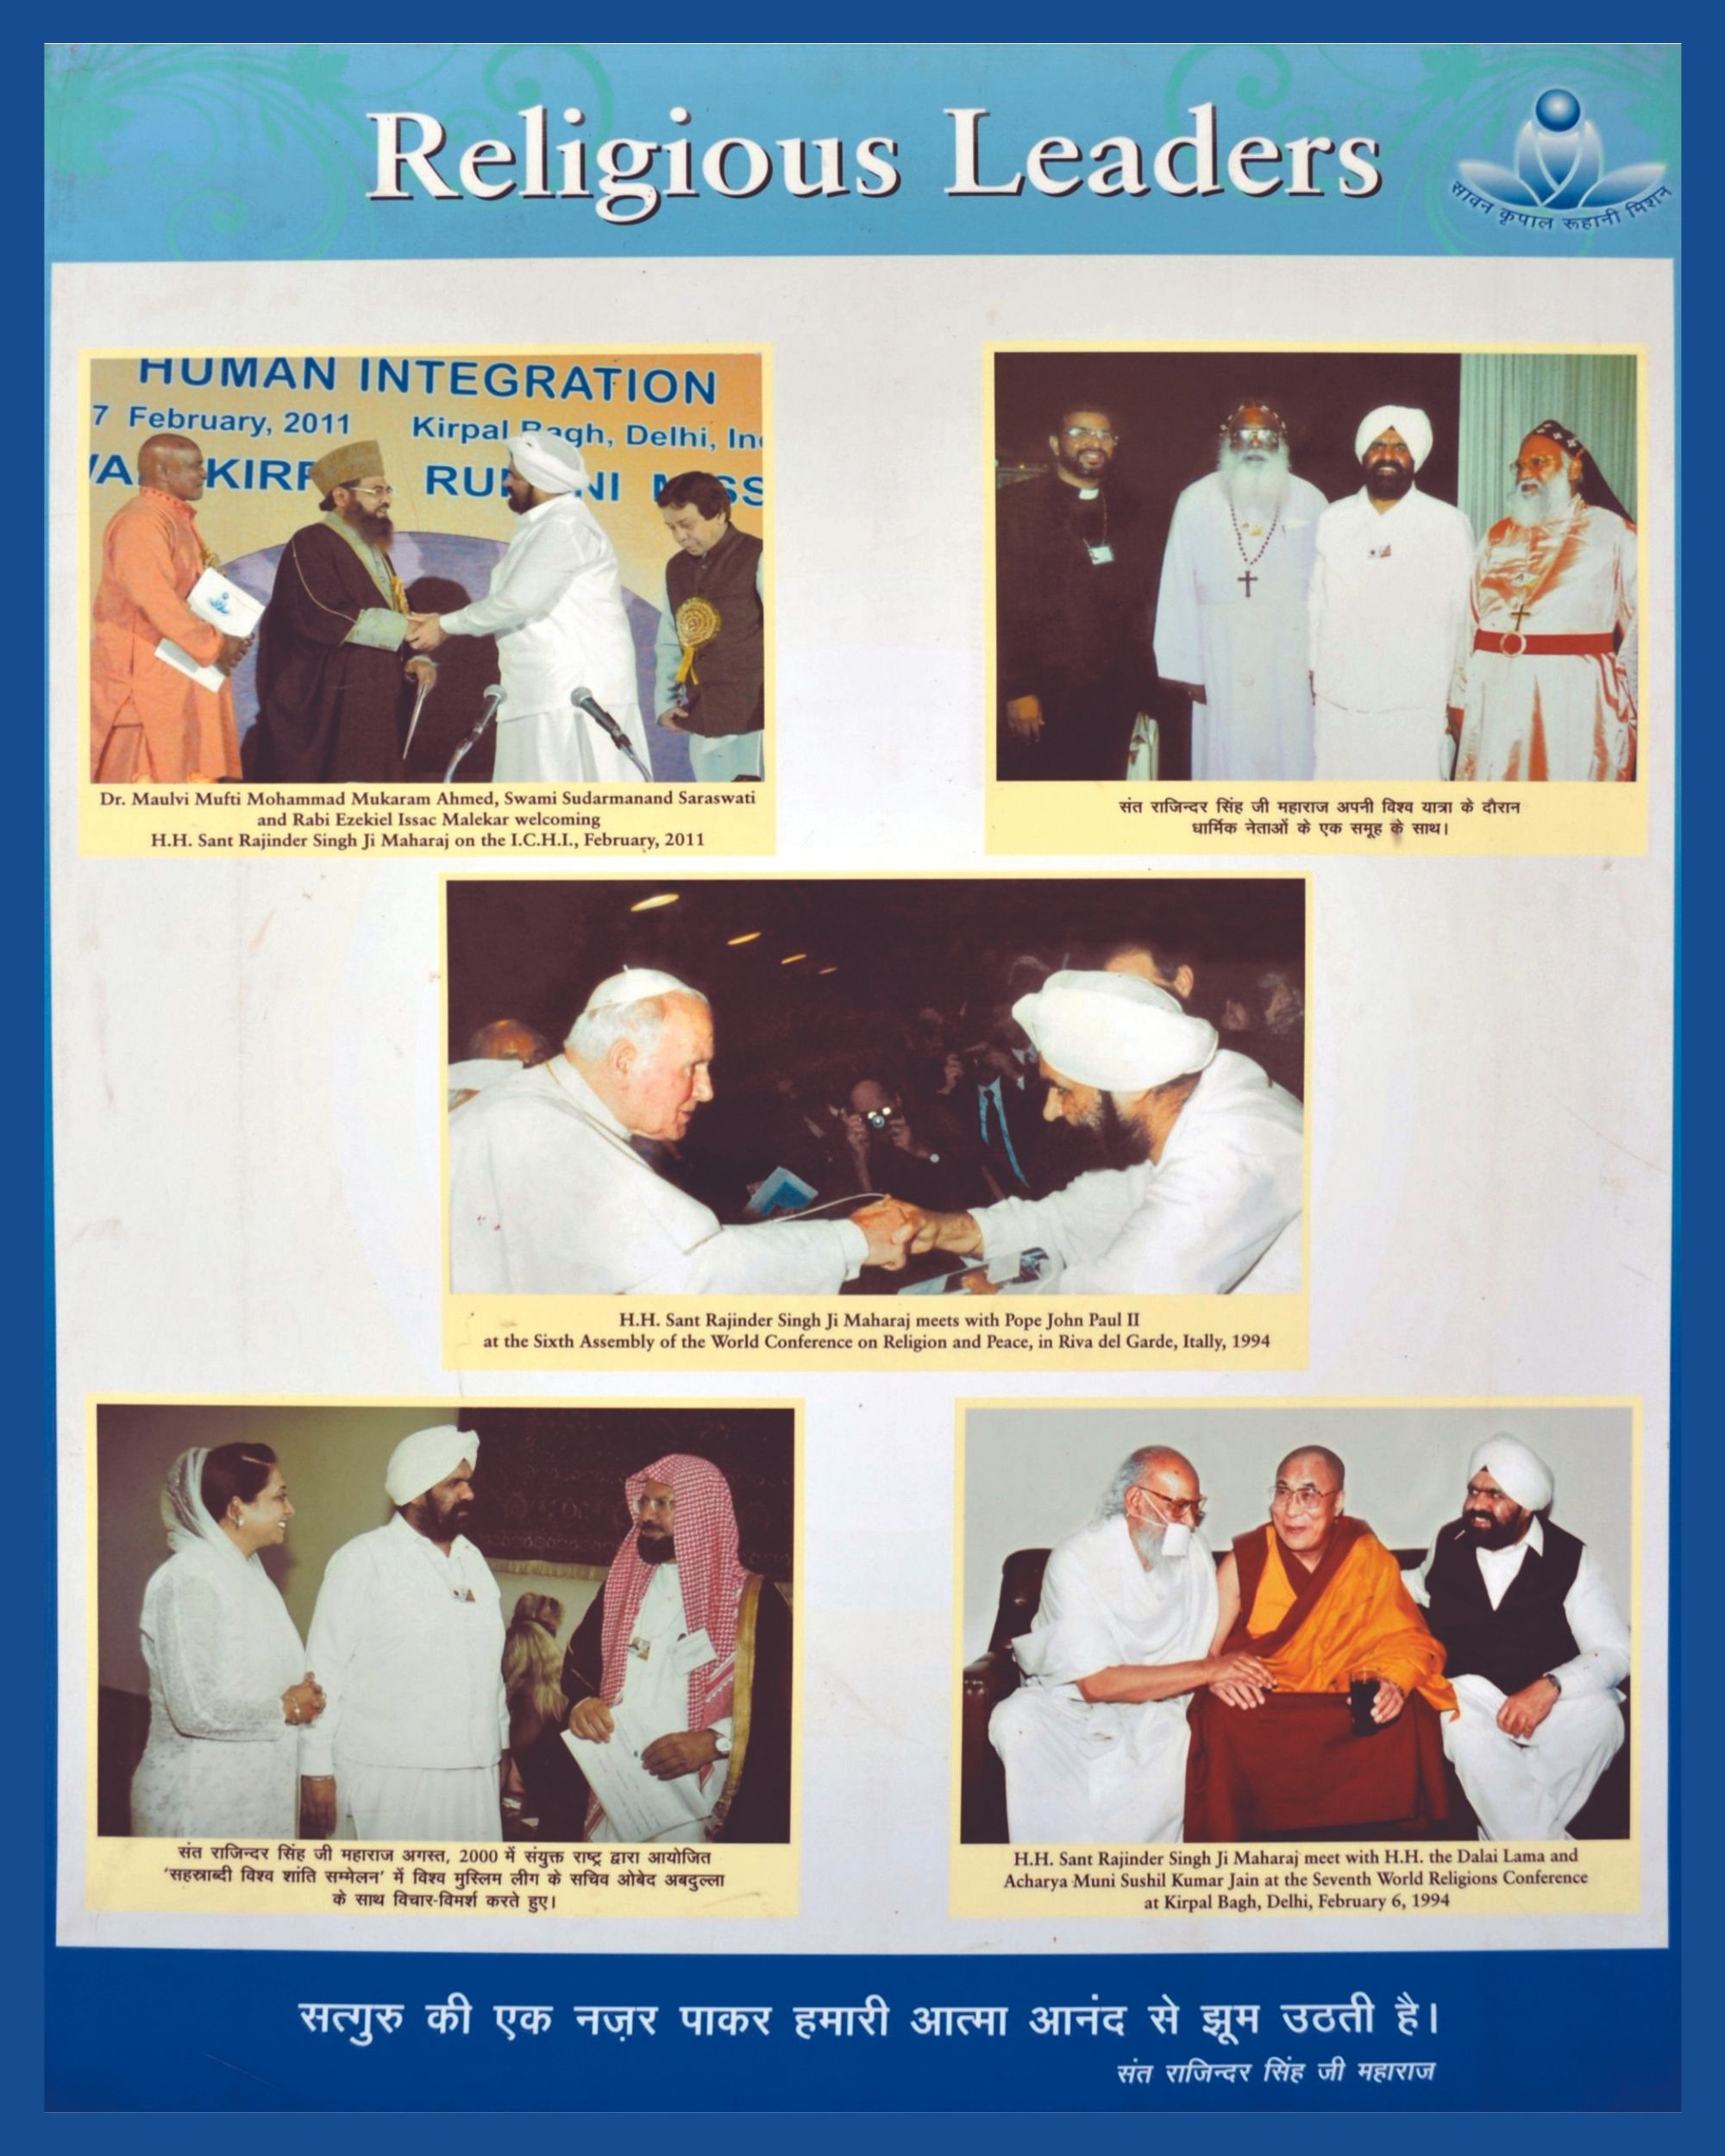 Religious Leaders
सावन कृपाल रूहानी मिशन
HUMAN INTEGRATION
7 February, 2011 Kirpal Bagh, Delhi, In
KIRP RU NI
Dr. Maulvi Mufti Mohammad Mukaram Ahmed, Swami Sudarmanand Saraswati
and Rabi Ezekiel Issac Malekar welcoming
H.H. Sant Rajinder Singh Ji Maharaj on the I.C.H.I., February, 2011
संत राजिन्दर सिंह जी महाराज अपनी विश्व यात्रा के दौरान
धार्मिक नेताओं के एक समूह के साथ।
H.H. Sant Rajinder Singh Ji Maharaj meets with Pope John Paul II
at the Sixth Assembly of the World Conference on Religion and Peace, in Riva del Garde, Itally, 1994
संत राजिन्दर सिंह जी महाराज अगस्त, 2000 में संयुक्त राष्ट्र द्वारा आयोजित
'सहस्राब्दी विश्व शांति सम्मेलन' में विश्व मुस्लिम लीग के सचिव ओबेद अबदुल्ला
के साथ विचार-विमर्श करते हुए।
H.H. Sant Rajinder Singh Ji Maharaj meet with H.H. the Dalai Lama and
Acharya Muni Sushil Kumar Jain at the Seventh World Religions Conference
at Kirpal Bagh, Delhi, February 6, 1994
सत्गुरु की एक नज़र पाकर हमारी आत्मा आनंद से झूम उठती है।
संत राजिन्दर सिंह जी महाराज